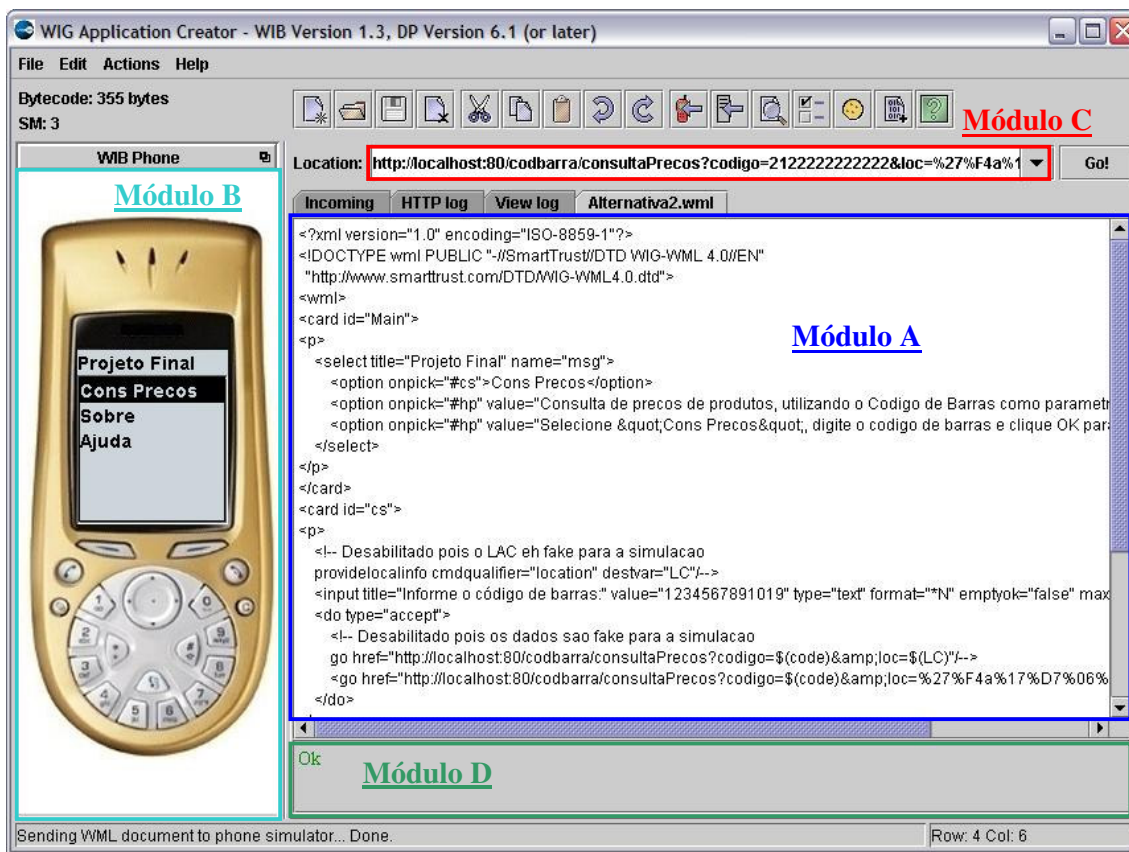 WIG Application Creator - WIB Version 1.3, DP Version 6.1 (or later)
File Edit Actions Help
Bytecode: 355 bytes
SM: 3
Módulo C
WIB Phone
Location: http://localhost:80/codbarra/consultaPrecos?codigo=2122222222222&loc=%27%F4a%1 Go!
Módulo B
Incoming HTTP log View log Alternativa2.wml
<?xml version="1.0" encoding="ISO-8859-1"?>
<!DOCTYPE wml PUBLIC "-//SmartTrust//DTD WIG-WML 4.0//EN"
"http://www.smarttrust.com/DTD/WIG-WML4.0.dtd">
<wml>
<card id="Main">
<p>
Módulo A
<select title="Projeto Final" name="msg">
<option onpick="#cs">Cons Precos</option>
<option onpick="#hp" value="Consulta de precos de produtos, utilizando o Codigo de Barras como parametr
<option onpick="#hp" value="Selecione &quot;Cons Precos&quot;, digite o codigo de barras e clique OK par
</select>
</p>
</card>
<card id="cs">
<p>
<!-- Desabilitado pois o LAC eh fake para a simulacao
providelocalinfo cmdqualifier="location" destvar="LC"/-->
<input title="Informe o código de barras:" value="1234567891019" type="text" format="*N" emptyok="false" max
<do type="accept">
<!-- Desabilitado pois os dados sao fake para a simulacao
go href="http://localhost:80/codbarra/consultaPrecos?codigo=$(code)&amp;loc=$(LC)"/-->
<go href="http://localhost:80/codbarra/consultaPrecos?codigo=$(code)&amp;loc=%27%F4a%17%D7%06%
</do>
Projeto Final
Cons Precos
Sobre
Ajuda
Ok
Módulo D
Sending WML document to phone simulator... Done.
Row: 4 Col: 6